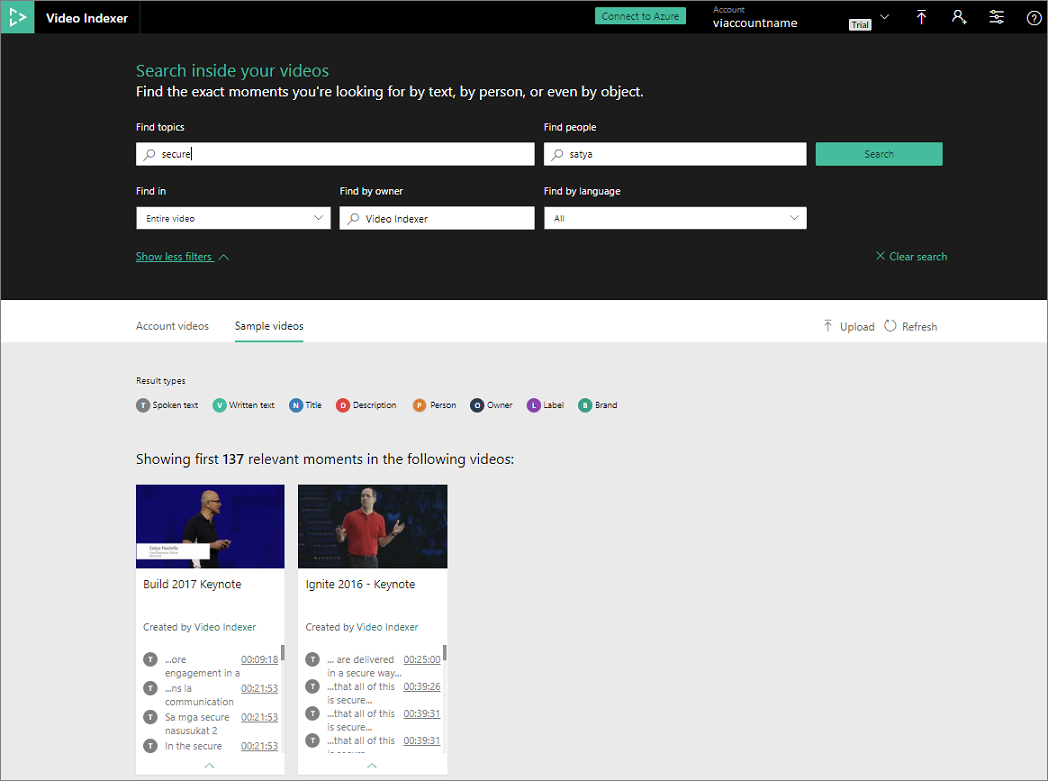 Video Indexer
Connect to Azure
Account
viaccountname
Trial
Search inside your videos
Find the exact moments you're looking for by text, by person, or even by object.
Find topics
Find people
secure
satya
Search
Find in
Find by owner
Find by language
Entire video
Video Indexer
All
Show less filters
Clear search
Account videos
Sample videos
Upload
Refresh
Result types
T Spoken text
V Written text
N Title
D Description
P Person
O Owner
L Label
B Brand
Showing first 137 relevant moments in the following videos:
Satya Nadella
Build 2017 Keynote
Created by Video Indexer
T ...ore 00:09:18
engagement in a
T ...ns la 00:21:53
communication
T Sa mga secure 00:21:53
nasusukat 2
T In the secure 00:21:53
Ignite 2016 - Keynote
Created by Video Indexer
T ... are delivered 00:25:00
in a secure way...
T ...that all of this 00:39:26
is secure...
T ...that all of this 00:39:31
is secure...
T ...that all of this 00:39:31